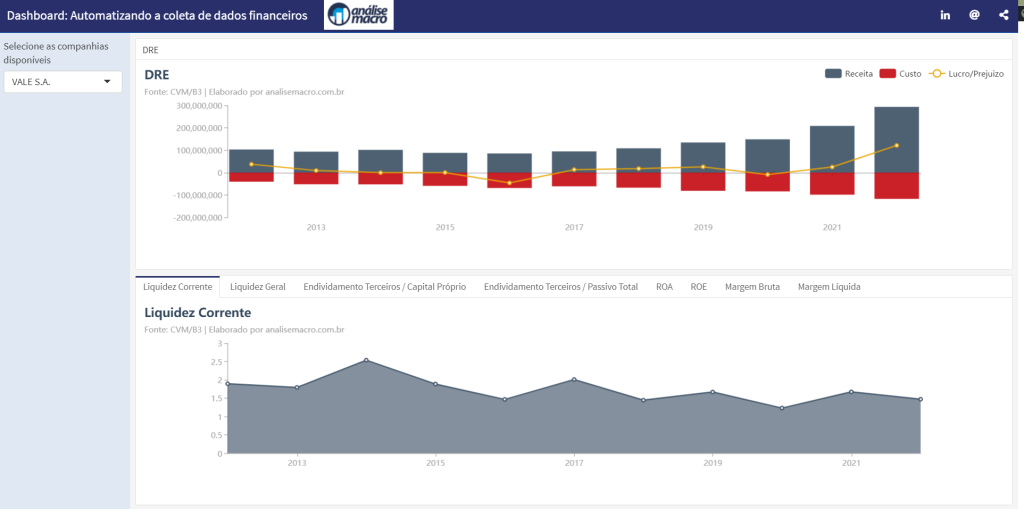 Dashboard: Automatizando a coleta de dados financeiros
análise
macro
Selecione as companhias
disponíveis
VALE S.A.
DRE
DRE
Fonte: CVM/B3 | Elaborado por analisemacro.com.br
Receita Custo Lucro/Prejuízo
300,000,000
200,000,000
100,000,000
0
-100,000,000
-200,000,000
2013 2015 2017 2019 2021
Liquidez Corrente Liquidez Geral Endividamento Terceiros / Capital Próprio Endividamento Terceiros / Passivo Total ROA ROE Margem Bruta Margem Líquida
Liquidez Corrente
Fonte: CVM/B3 | Elaborado por analisemacro.com.br
3
2.5
2
1.5
1
0.5
0
2013 2015 2017 2019 2021